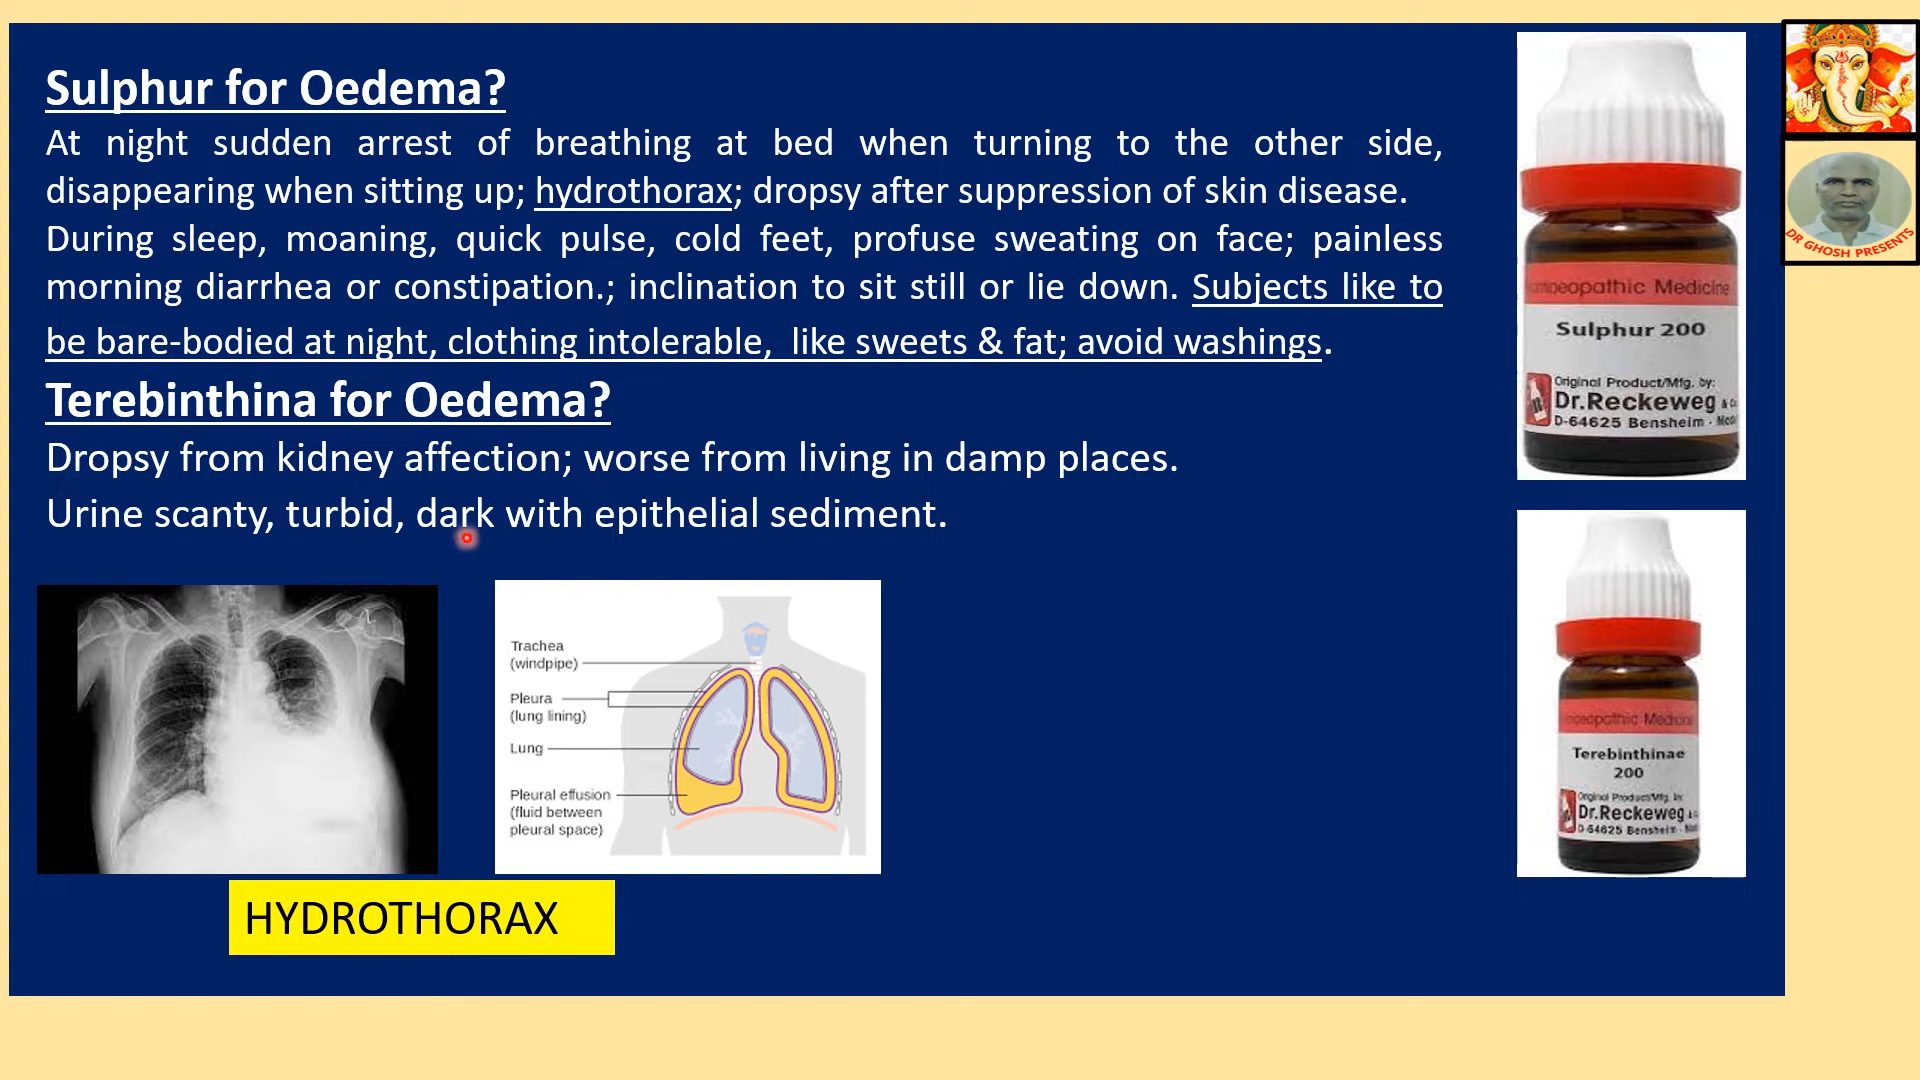 Sulphur for Oedema?
At night sudden arrest of breathing at bed when turning to the other side,
disappearing when sitting up; hydrothorax; dropsy after suppression of skin disease.
During sleep, moaning, quick pulse, cold feet, profuse sweating on face; painless
morning diarrhea or constipation.; inclination to sit still or lie down. Subjects like to
be bare-bodied at night, clothing intolerable, like sweets & fat; avoid washings.
Terebinthina for Oedema?
Dropsy from kidney affection; worse from living in damp places.
Urine scanty, turbid, dark with epithelial sediment.
Trachea
(windpipe)
Pleura
(lung lining)
Lung
Pleural effusion
(fluid between
pleural space)
HYDROTHORAX
Medicine
Sulphur 200
Original Product/Mfg. by:
Dr.Reckeweg &
D-64625 Bensheim
Terebinthinae
200
Original Product/Mfg. by:
Dr.Reckeweg
D-64625 Bensheim
DR GHOSH PRESENTS